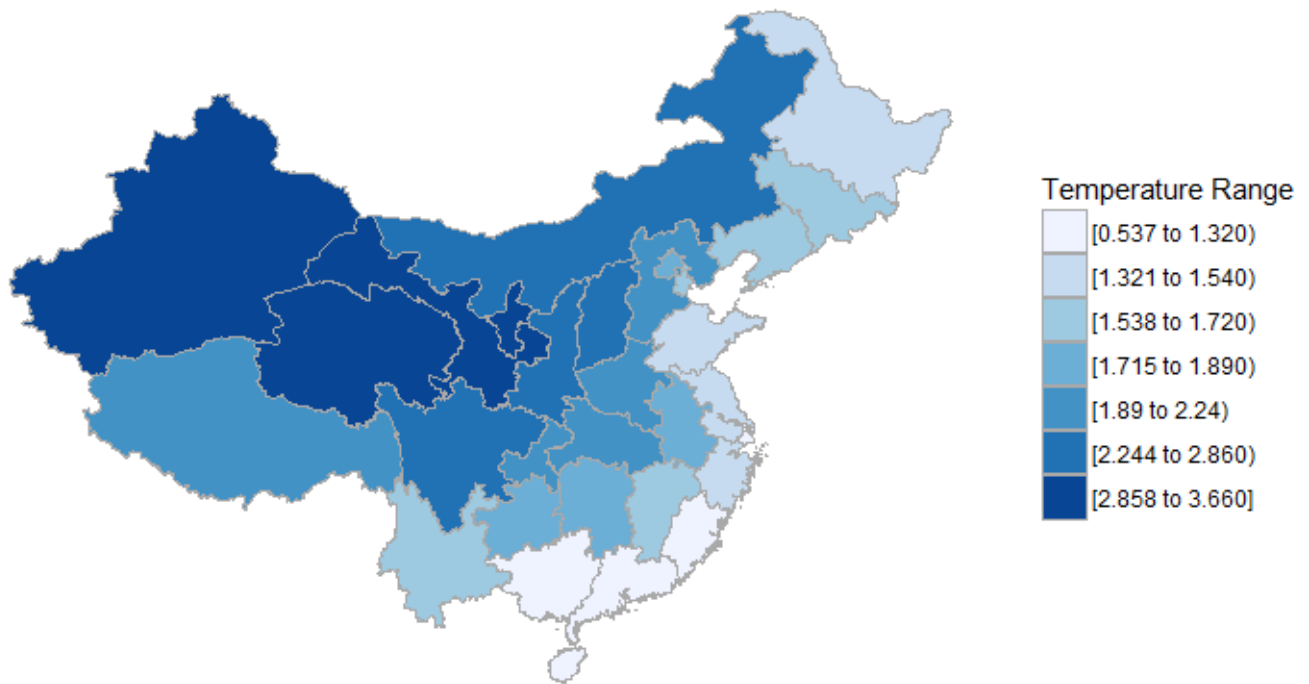 Temperature Range
[0.537 to 1.320)
[1.321 to 1.540)
[1.538 to 1.720)
[1.715 to 1.890)
[1.89 to 2.24)
[2.244 to 2.860)
[2.858 to 3.660]